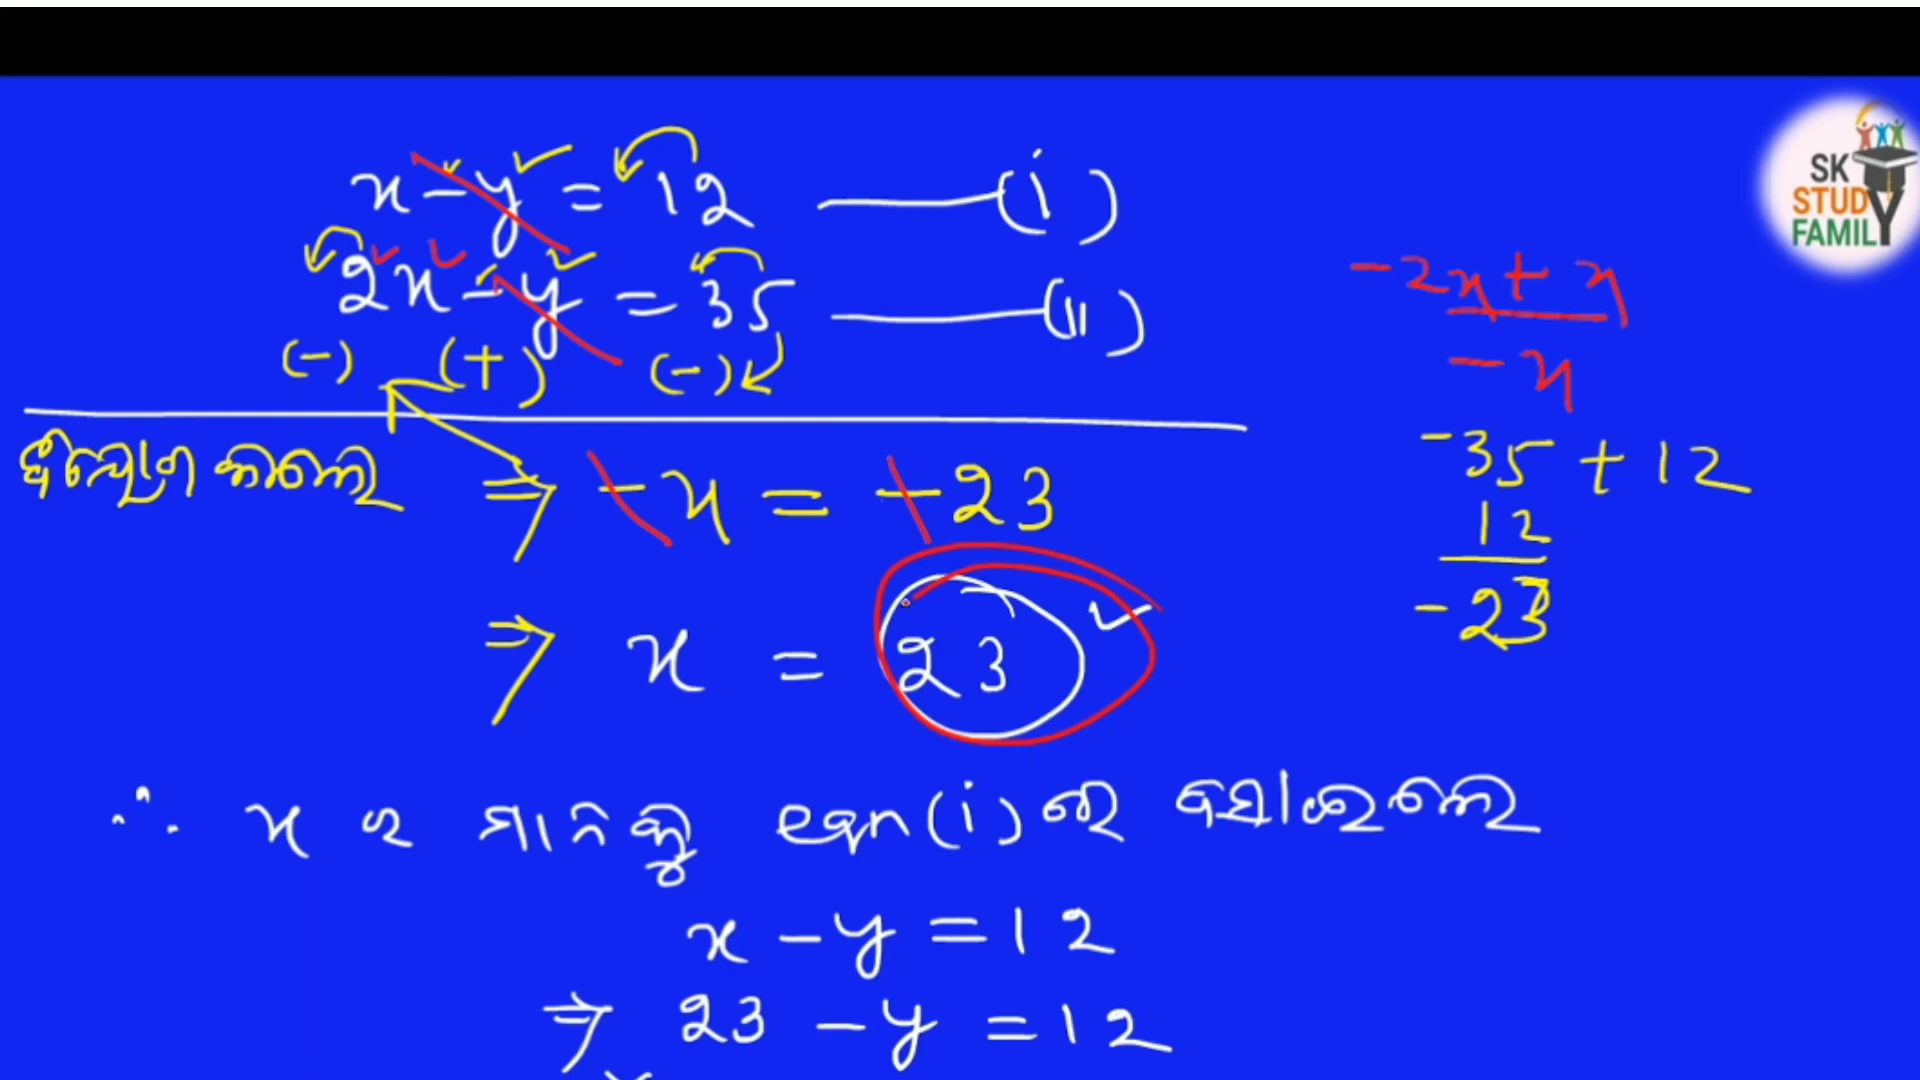 x - y = 12 ——— (i)
2x - y = 35 ——— (ii)
(-) (+) (-)
ବିୟୋଗ କଲେ ⇒ -x = -23
⇒ x = 23
∴ x ର ମାନକୁ eqn (i) ରେ ବସାଇଲେ
x - y = 12
⇒ 23 - y = 12
-2x + x
-x
-35 + 12
12
-23
SK
STUDY
FAMILY